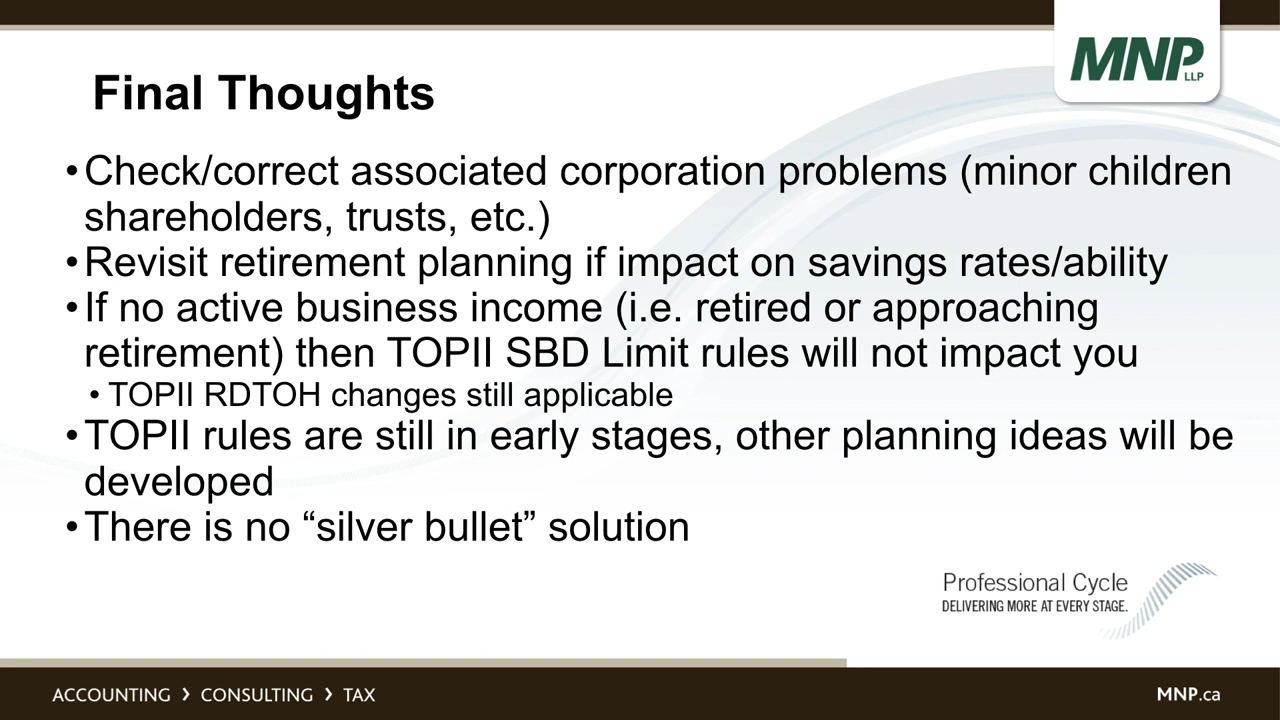 MNP
LLP
Final Thoughts
•Check/correct associated corporation problems (minor children
shareholders, trusts, etc.)
•Revisit retirement planning if impact on savings rates/ability
•If no active business income (i.e. retired or approaching
retirement) then TOPII SBD Limit rules will not impact you
• TOPII RDTOH changes still applicable
•TOPII rules are still in early stages, other planning ideas will be
developed
•There is no “silver bullet” solution
Professional Cycle
DELIVERING MORE AT EVERY STAGE.
ACCOUNTING › CONSULTING › TAX
MNP.ca